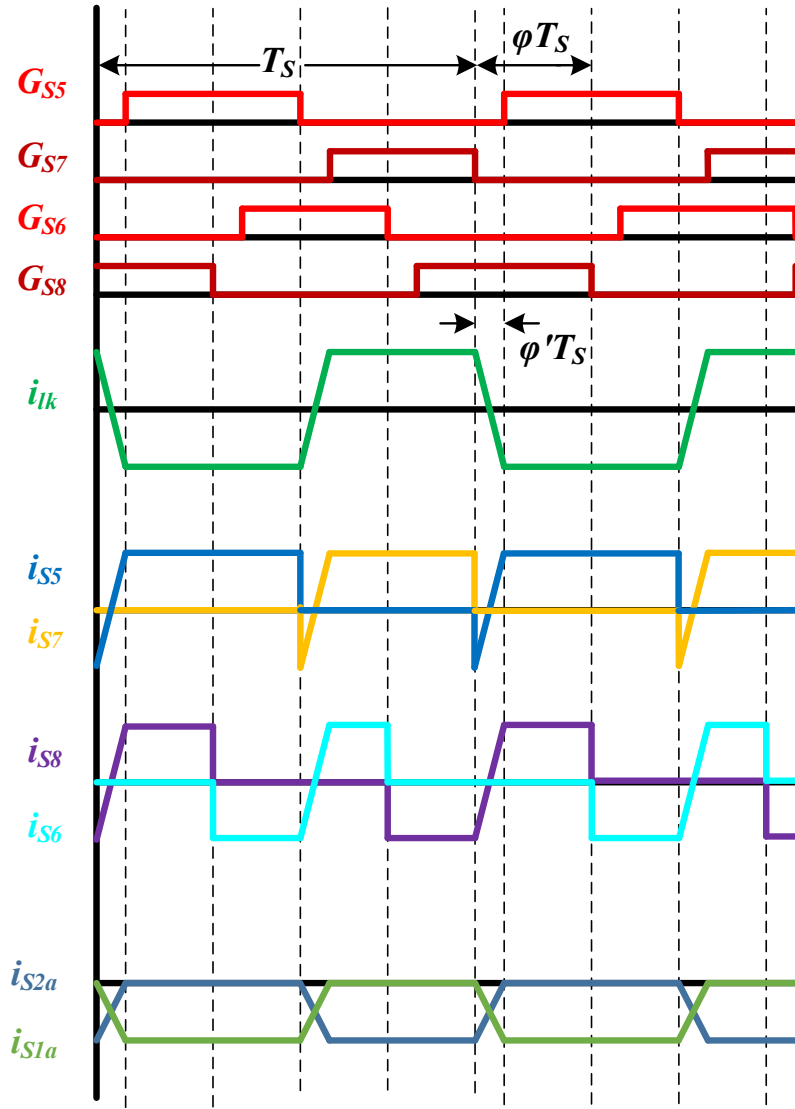 T_S φT_S
G_S5
G_S7
G_S6
G_S8
φ'T_S
i_lk
i_S5
i_S7
i_S8
i_S6
i_S2a
i_S1a